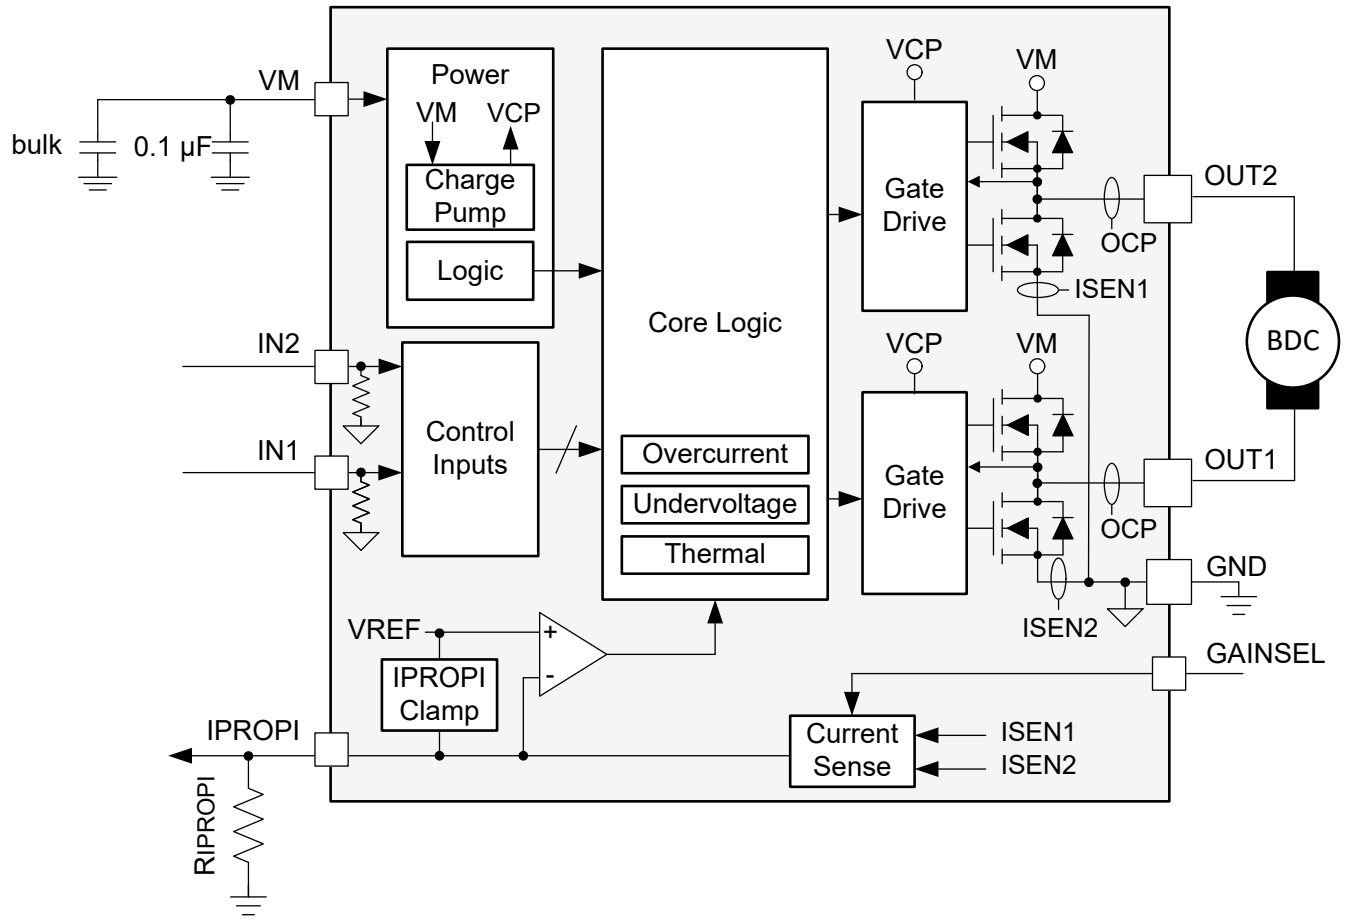 VM
bulk
0.1 µF
Power
VM
VCP
Charge
Pump
Logic
IN2
IN1
Control
Inputs
Core Logic
Overcurrent
Undervoltage
Thermal
VCP
VM
Gate
Drive
OCP
OUT2
ISEN1
BDC
VCP
VM
Gate
Drive
OCP
OUT1
ISEN2
GND
GAINSEL
VREF
+
-
IPROPI
Clamp
IPROPI
RIPROPI
Current
Sense
ISEN1
ISEN2